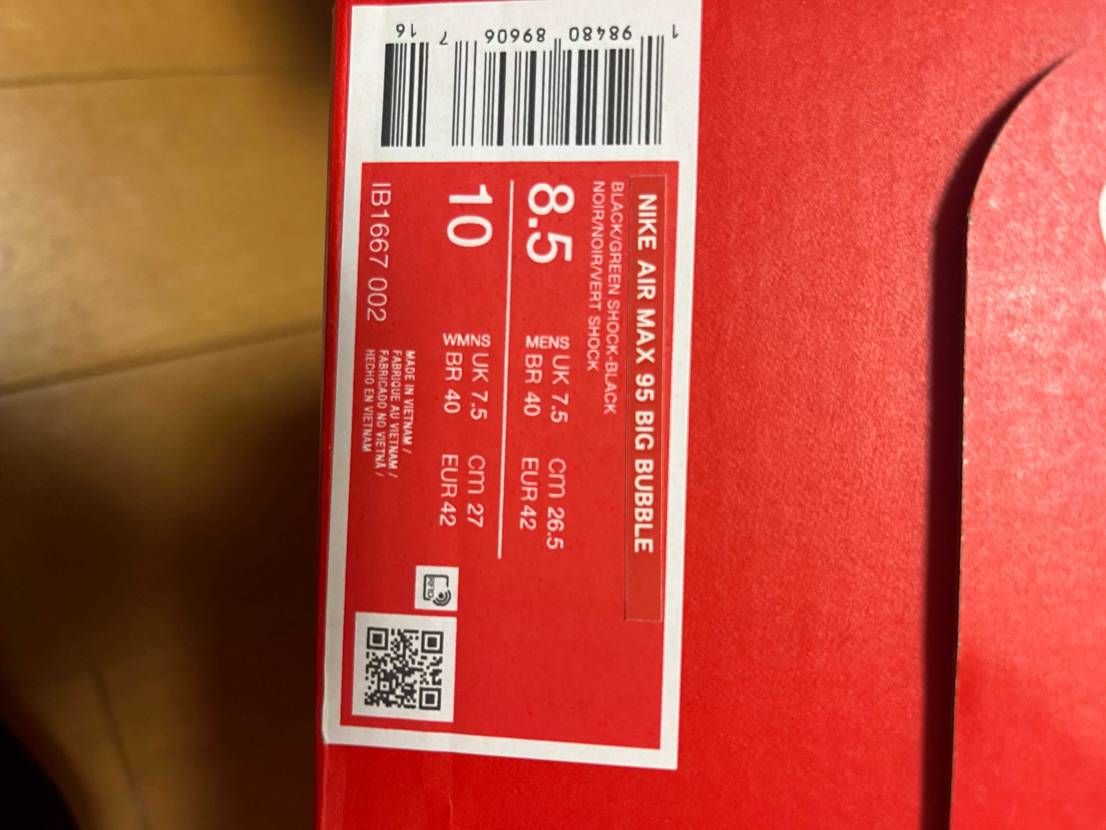 NIKE AIR MAX 95 BIG BUBBLE
BLACK/GREEN SHOCK-BLACK
NOIR/NOIR/VERT SHOCK
8.5
MENS UK 7.5 cm 26.5
BR 40 EUR 42
10
WMNS UK 7.5 cm 27
BR 40 EUR 42
IB1667 002
MADE IN VIETNAM /
FABRIQUE AU VIETNAM /
FABRICADO NO VIETNÃ /
HECHO EN VIETNAM
RFID
1 98480 89606 7 16